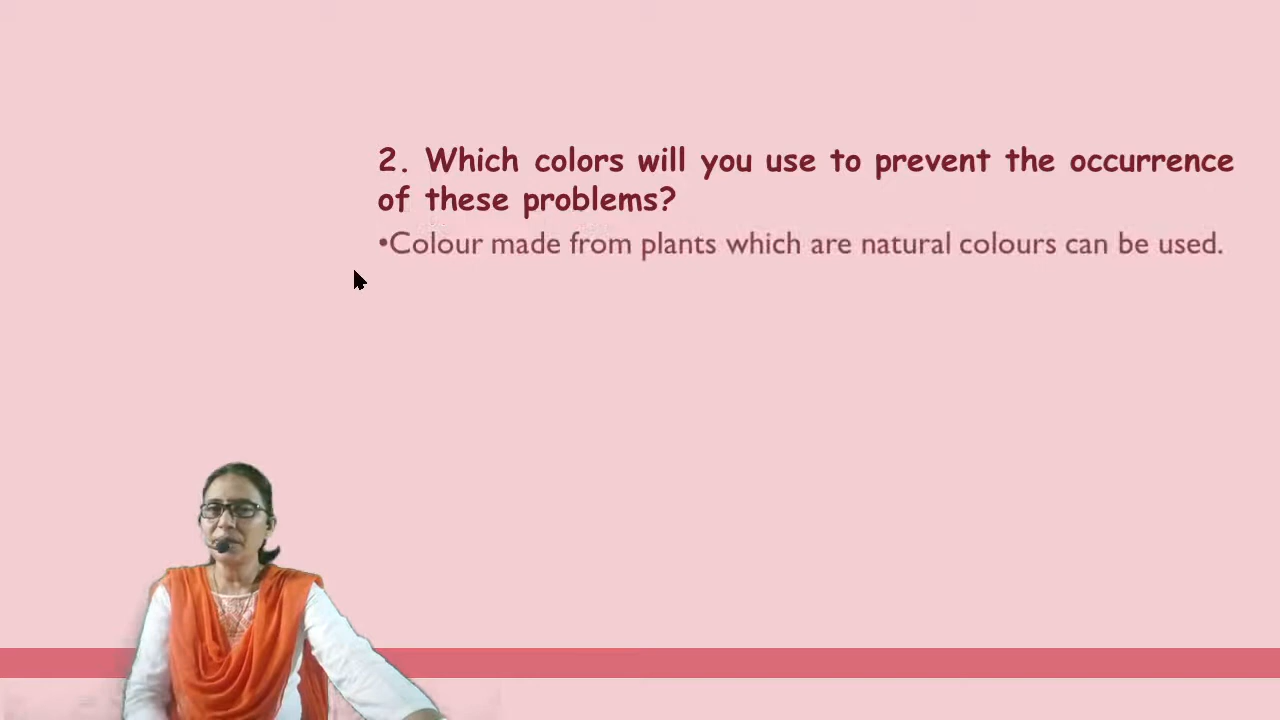 2. Which colors will you use to prevent the occurrence
of these problems?
•Colour made from plants which are natural colours can be used.